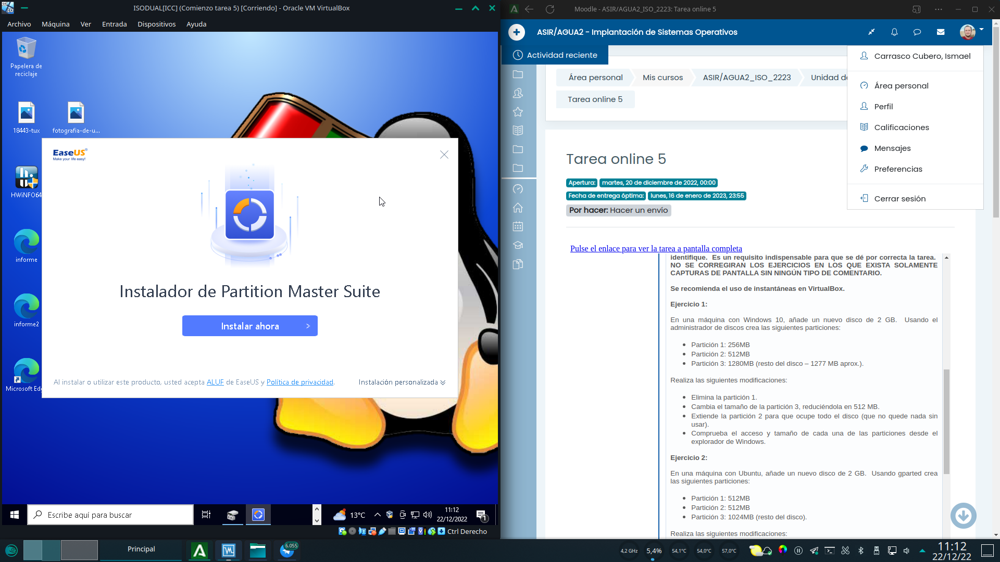 ISODUAL[ICC] (Comienzo tarea 5) [Corriendo] - Oracle VM VirtualBox
Archivo Máquina Ver Entrada Dispositivos Ayuda
Papelera de
reciclaje
18443-tux
fotografia-de-u...
HWiNFO64
informe
informe2
Microsoft Ed
EaseUS®
Make your life easy!
Instalador de Partition Master Suite
Instalar ahora >
Al instalar o utilizar este producto, usted acepta ALUF de EaseUS y Política de privacidad.
Instalación personalizada
Escribe aquí para buscar
13°C
11:12
22/12/2022
1
Ctrl Derecho
Moodle - ASIR/AGUA2_ISO_2223: Tarea online 5
ASIR/AGUA2 - Implantación de Sistemas Operativos
Actividad reciente
Carrasco Cubero, Ismael
Área personal
Perfil
Calificaciones
Mensajes
Preferencias
Cerrar sesión
Área personal
Mis cursos
ASIR/AGUA2_ISO_2223
Unidad de
Tarea online 5
Tarea online 5
Apertura: martes, 20 de diciembre de 2022, 00:00
Fecha de entrega óptima: lunes, 16 de enero de 2023, 23:55
Por hacer: Hacer un envío
Pulse el enlace para ver la tarea a pantalla completa
identifique. Es un requisito indispensable para que se dé por correcta la tarea.
NO SE CORREGIRAN LOS EJERCICIOS EN LOS QUE EXISTA SOLAMENTE
CAPTURAS DE PANTALLA SIN NINGÚN TIPO DE COMENTARIO.
Se recomienda el uso de instantáneas en VirtualBox.
Ejercicio 1:
En una máquina con Windows 10, añade un nuevo disco de 2 GB. Usando el
administrador de discos crea las siguientes particiones:
• Partición 1: 256MB
• Partición 2: 512MB
• Partición 3: 1280MB (resto del disco – 1277 MB aprox.).
Realiza las siguientes modificaciones:
• Elimina la partición 1.
• Cambia el tamaño de la partición 3, reduciéndola en 512 MB.
• Extiende la partición 2 para que ocupe todo el disco (que no quede nada sin
usar).
• Comprueba el acceso y tamaño de cada una de las particiones desde el
explorador de Windows.
Ejercicio 2:
En una máquina con Ubuntu, añade un nuevo disco de 2 GB. Usando gparted crea
las siguientes particiones:
• Partición 1: 512MB
• Partición 2: 512MB
• Partición 3: 1024MB (resto del disco).
Realiza las siguientes modificaciones:
Principal
6.055
4,2 GHz
5,4%
54,1°C
54,0°C
57,0°C
11:12
22/12/22